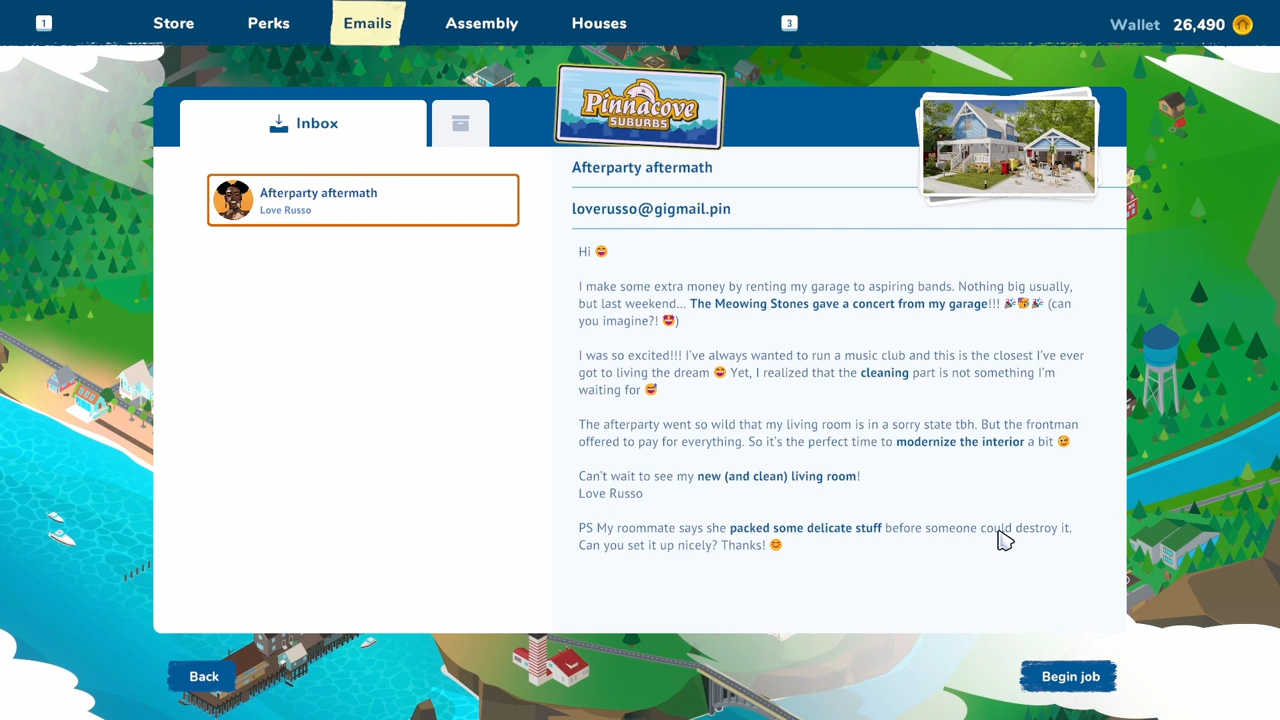 1
Store
Perks
Emails
Assembly
Houses
3
Wallet 26,490
Inbox
Pinnacove
SUBURBS
Afterparty aftermath
Love Russo
Afterparty aftermath
loverusso@gigmail.pin
Hi 😄
I make some extra money by renting my garage to aspiring bands. Nothing big usually,
but last weekend... The Meowing Stones gave a concert from my garage!!! 🎉🥳🎉 (can
you imagine?! 🤩)
I was so excited!!! I've always wanted to run a music club and this is the closest I've ever
got to living the dream 😄 Yet, I realized that the cleaning part is not something I'm
waiting for 😅
The afterparty went so wild that my living room is in a sorry state tbh. But the frontman
offered to pay for everything. So it's the perfect time to modernize the interior a bit 😉
Can't wait to see my new (and clean) living room!
Love Russo
PS My roommate says she packed some delicate stuff before someone could destroy it.
Can you set it up nicely? Thanks! 😊
Back
Begin job